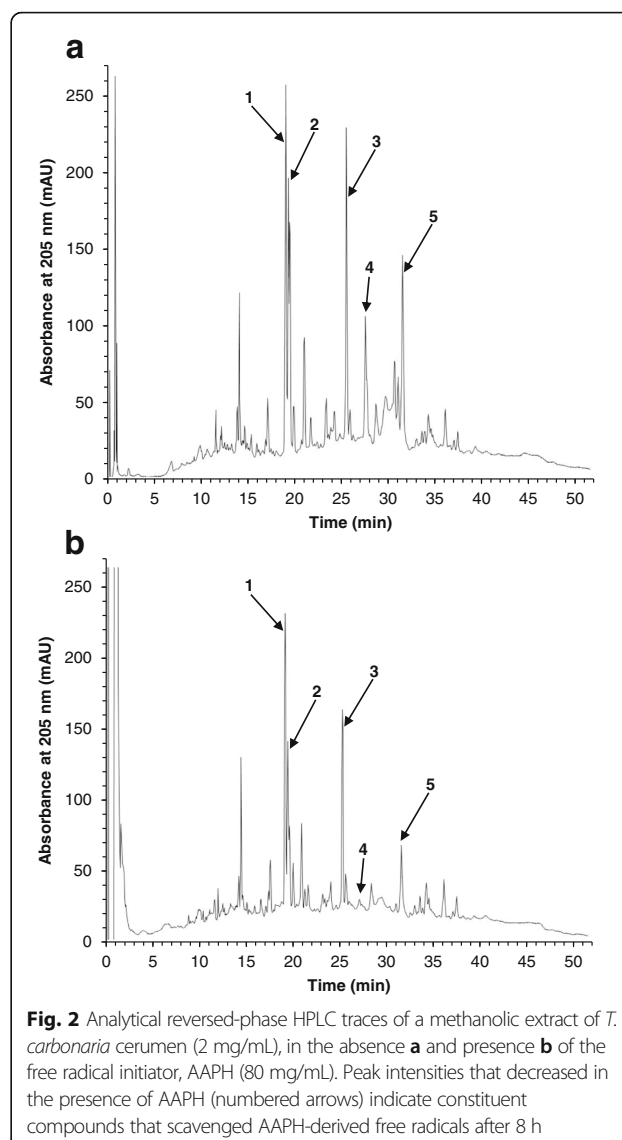 a
250
200
150
100
50
0
Absorbance at 205 nm (mAU)
1
2
3
4
5
0 5 10 15 20 25 30 35 40 45 50
Time (min)
b
250
200
150
100
50
0
Absorbance at 205 nm (mAU)
1
2
3
4
5
0 5 10 15 20 25 30 35 40 45 50
Time (min)
Fig. 2 Analytical reversed-phase HPLC traces of a methanolic extract of T.
carbonaria cerumen (2 mg/mL), in the absence a and presence b of the
free radical initiator, AAPH (80 mg/mL). Peak intensities that decreased in
the presence of AAPH (numbered arrows) indicate constituent
compounds that scavenged AAPH-derived free radicals after 8 h